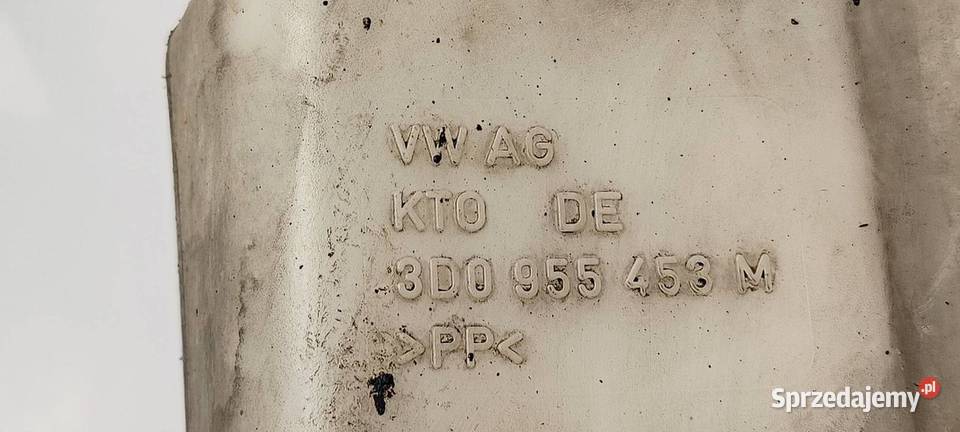 VW AG
KTO DE
3D0 955 453 M
>PP<
Sprzedajemy.pl